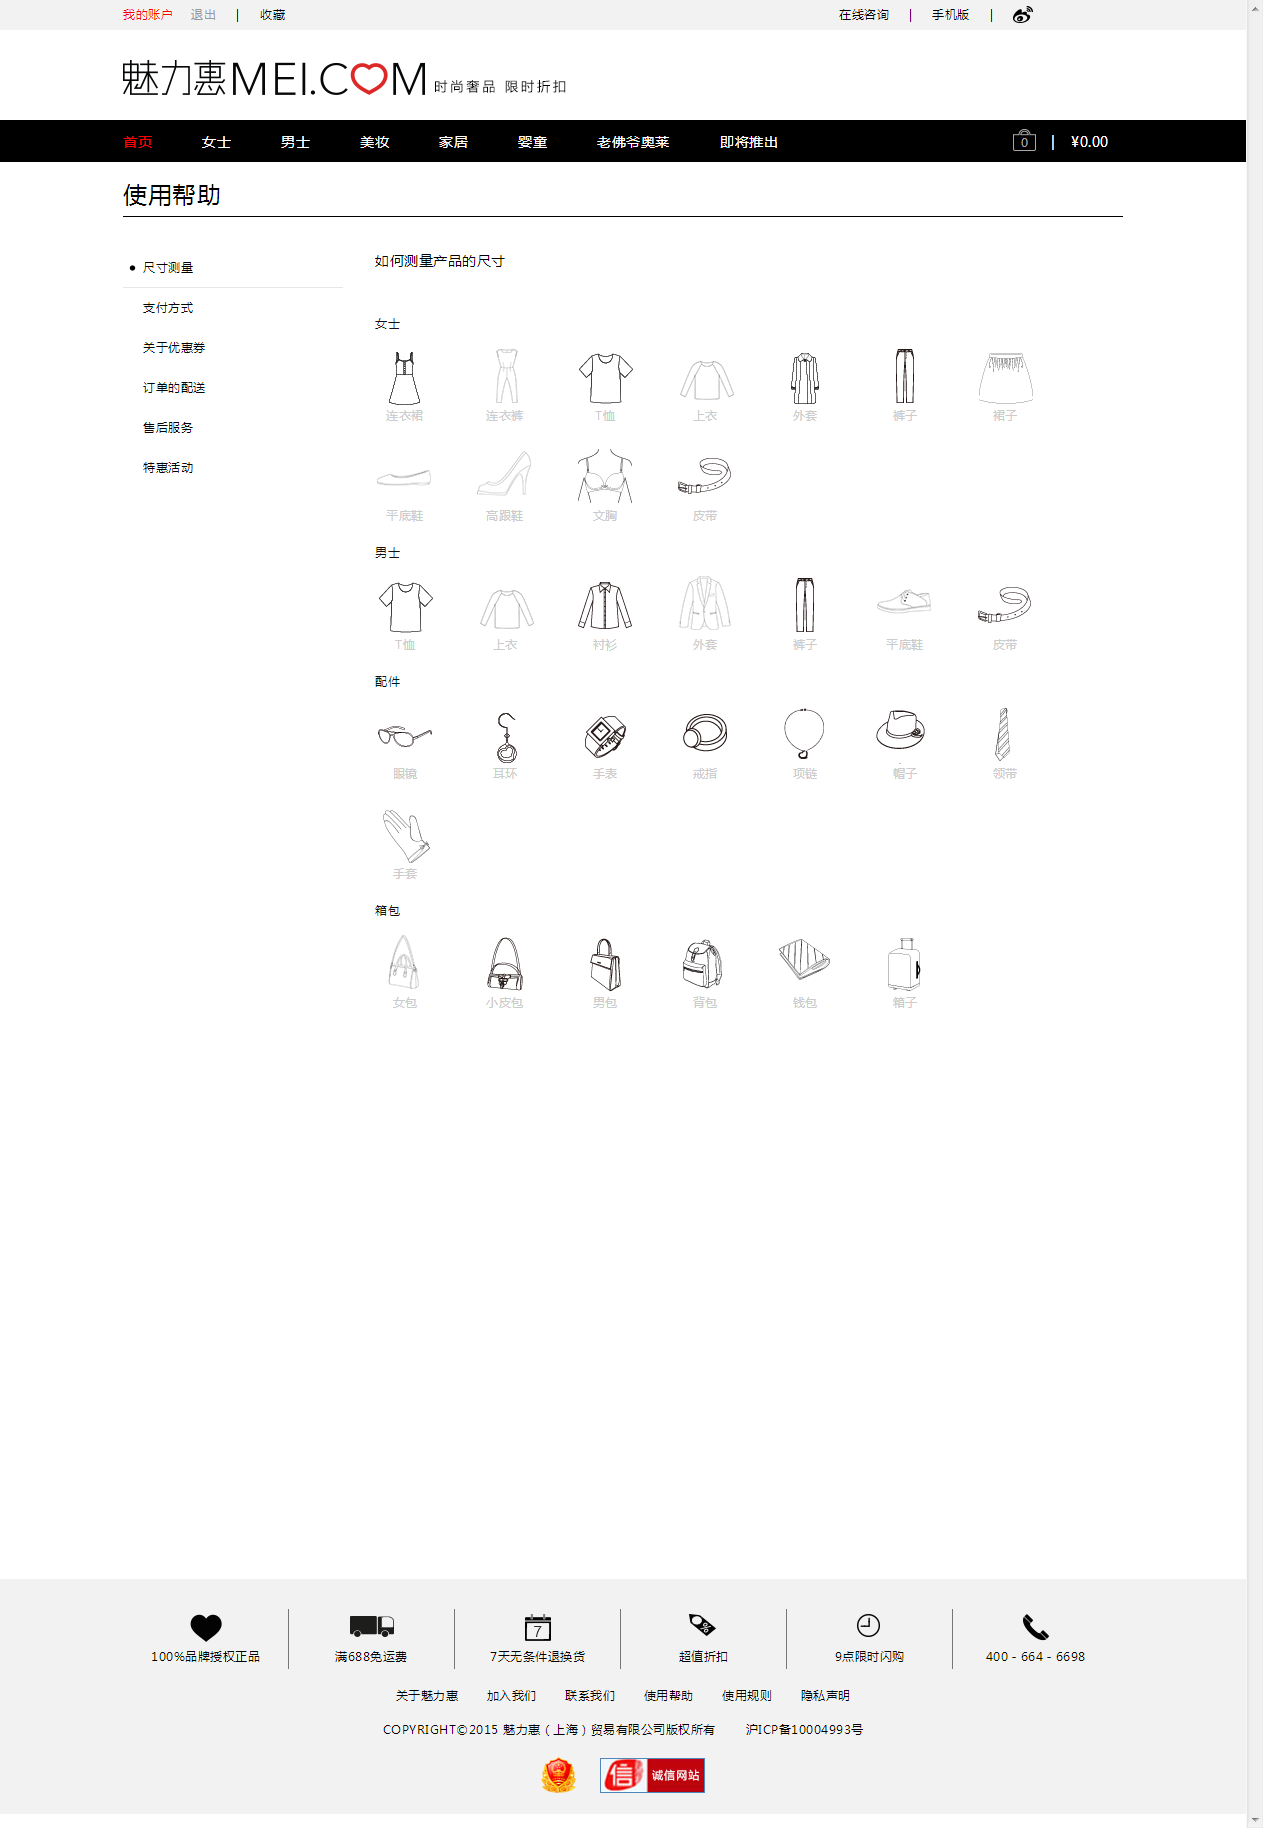 我的账户 退出 | 收藏 在线咨询 | 手机版 |
魅力惠MEI.COM 时尚奢品 限时折扣
首页 女士 男士 美妆 家居 婴童 老佛爷奥莱 即将推出 0 | ¥0.00
使用帮助
尺寸测量
支付方式
关于优惠券
订单的配送
售后服务
特惠活动
如何测量产品的尺寸
女士
连衣裙 连衣裤 T恤 上衣 外套 裤子 裙子
平底鞋 高跟鞋 文胸 皮带
男士
T恤 上衣 衬衫 外套 裤子 平底鞋 皮带
配件
眼镜 耳环 手表 戒指 项链 帽子 领带
手套
箱包
女包 小皮包 男包 背包 钱包 箱子
7
100%品牌授权正品 满688免运费 7天无条件退换货 超值折扣 9点限时闪购 400 - 664 - 6698
关于魅力惠 加入我们 联系我们 使用帮助 使用规则 隐私声明
COPYRIGHT©2015 魅力惠（上海）贸易有限公司版权所有 沪ICP备10004993号
信 诚信网站